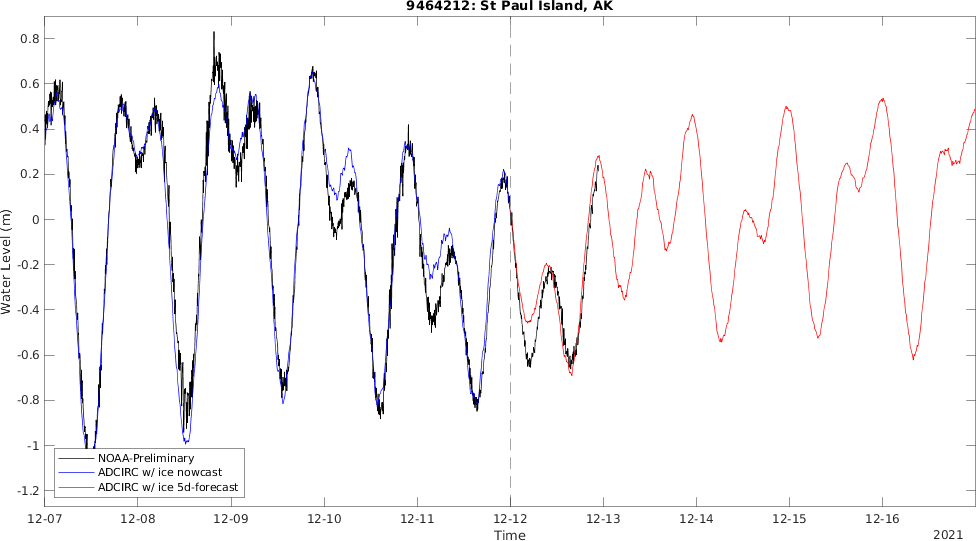 9464212: St Paul Island, AK
Water Level (m)
0.8
0.6
0.4
0.2
0
-0.2
-0.4
-0.6
-0.8
-1
-1.2
NOAA-Preliminary
ADCIRC w/ ice nowcast
ADCIRC w/ ice 5d-forecast
12-07 12-08 12-09 12-10 12-11 12-12 12-13 12-14 12-15 12-16
Time
2021